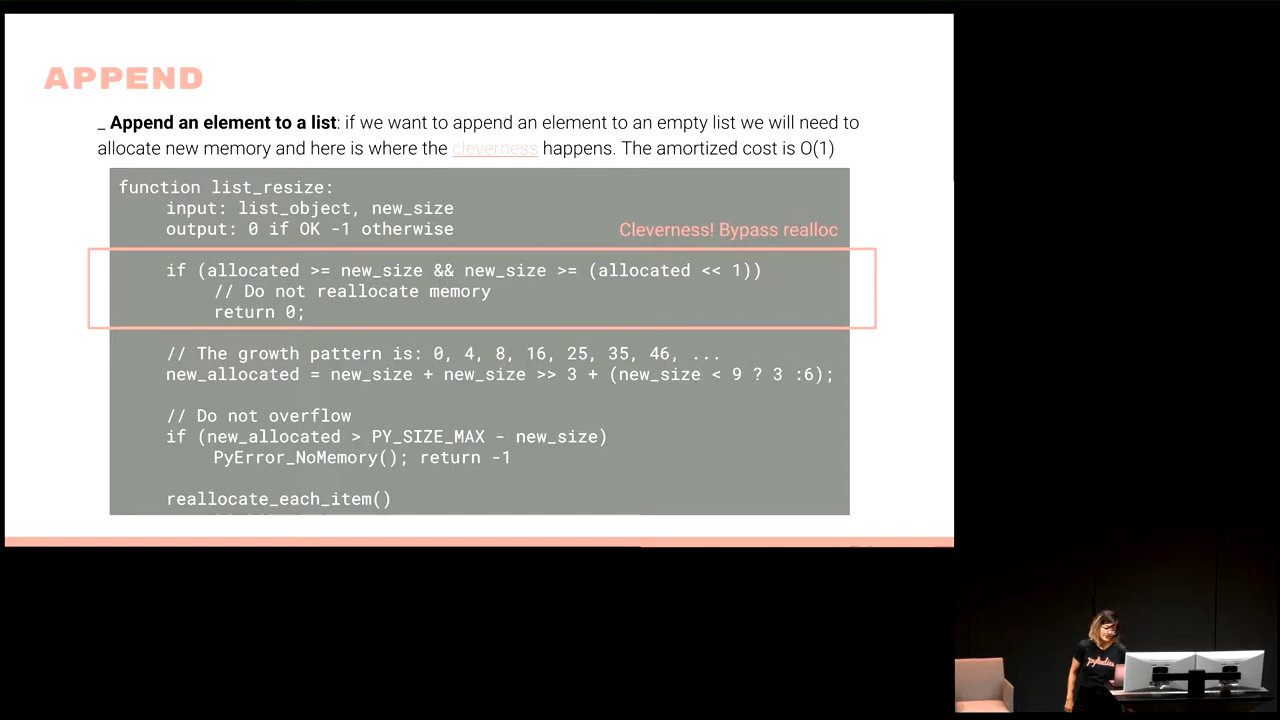 APPEND
_ Append an element to a list: if we want to append an element to an empty list we will need to
allocate new memory and here is where the cleverness happens. The amortized cost is O(1)
function list_resize:
input: list_object, new_size
output: 0 if OK -1 otherwise
Cleverness! Bypass realloc
if (allocated >= new_size && new_size >= (allocated << 1))
// Do not reallocate memory
return 0;
// The growth pattern is: 0, 4, 8, 16, 25, 35, 46, ...
new_allocated = new_size + new_size >> 3 + (new_size < 9 ? 3 :6);
// Do not overflow
if (new_allocated > PY_SIZE_MAX - new_size)
PyError_NoMemory(); return -1
reallocate_each_item()
pyladies